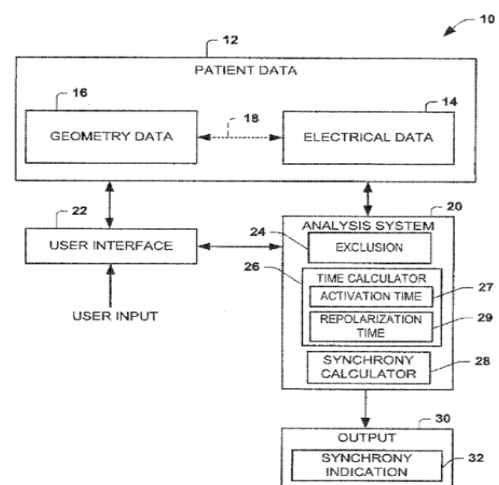 10
12
PATIENT DATA
16
14
GEOMETRY DATA
18
ELECTRICAL DATA
22
20
USER INTERFACE
ANALYSIS SYSTEM
24
EXCLUSION
26
TIME CALCULATOR
ACTIVATION TIME
27
USER INPUT
REPOLARIZATION
TIME
29
SYNCHRONY
CALCULATOR
28
30
OUTPUT
SYNCHRONY
INDICATION
32